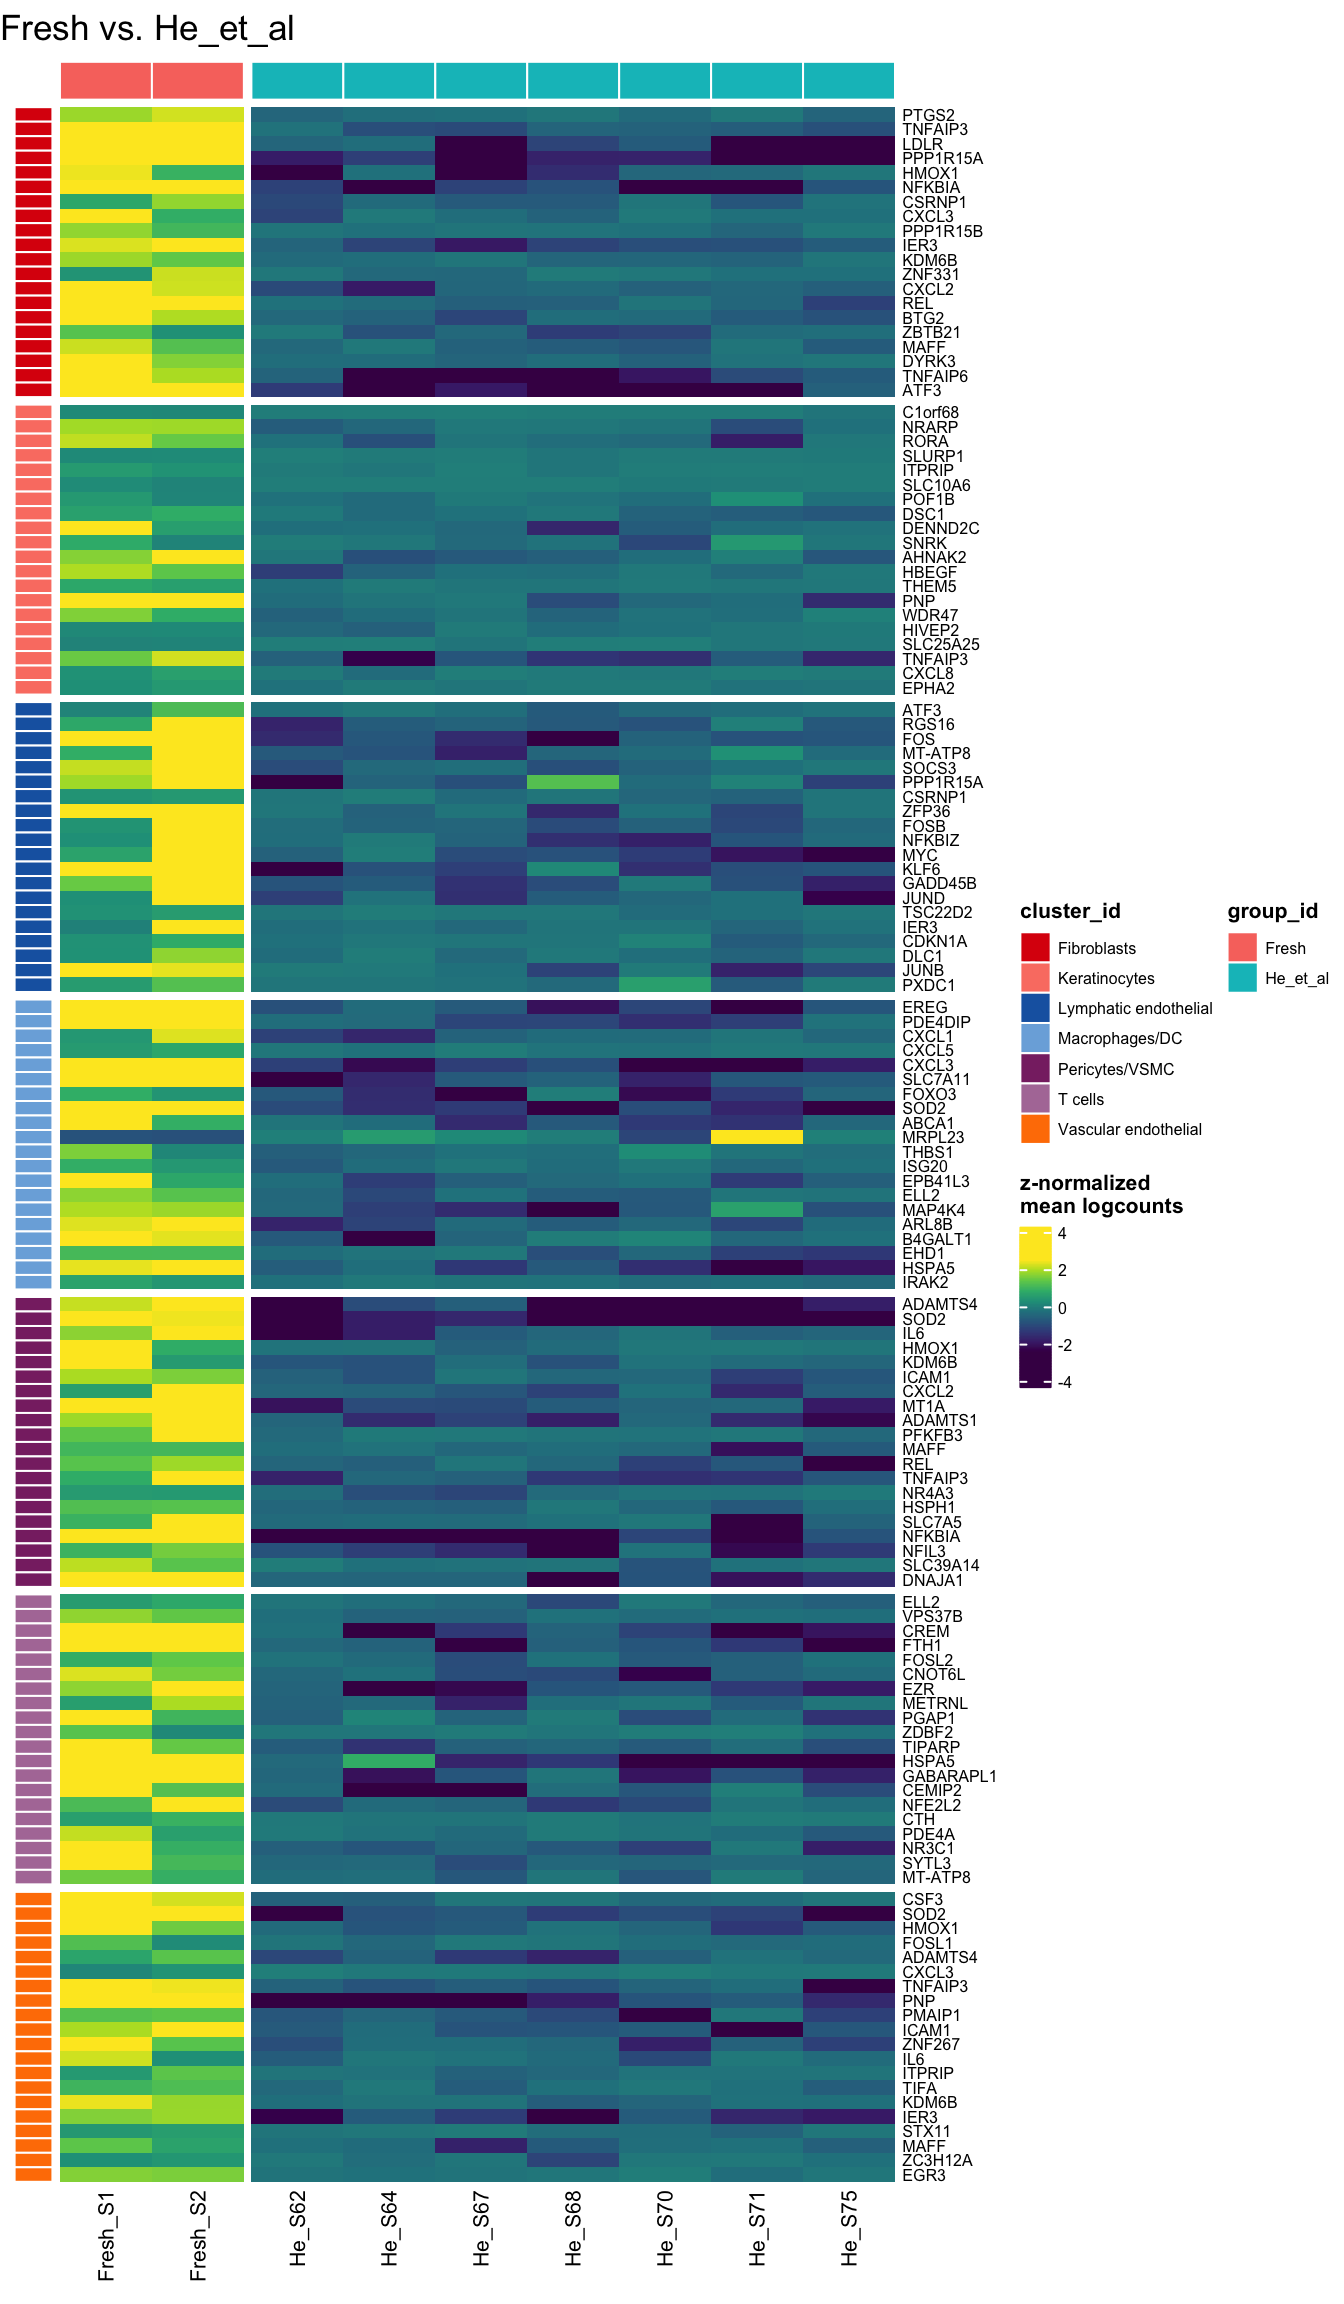 Fresh vs. He_et_al
PTGS2
TNFAIP3
LDLR
PPP1R15A
HMOX1
NFKBIA
CSRNP1
CXCL3
PPP1R15B
IER3
KDM6B
ZNF331
CXCL2
REL
BTG2
ZBTB21
MAFF
DYRK3
TNFAIP6
ATF3
C1orf68
NRARP
RORA
SLURP1
ITPRIP
SLC10A6
POF1B
DSC1
DENND2C
SNRK
AHNAK2
HBEGF
THEM5
PNP
WDR47
HIVEP2
SLC25A25
TNFAIP3
CXCL8
EPHA2
ATF3
RGS16
FOS
MT-ATP8
SOCS3
PPP1R15A
CSRNP1
ZFP36
FOSB
NFKBIZ
MYC
KLF6
GADD45B
JUND
TSC22D2
IER3
CDKN1A
DLC1
JUNB
PXDC1
EREG
PDE4DIP
CXCL1
CXCL5
CXCL3
SLC7A11
FOXO3
SOD2
ABCA1
MRPL23
THBS1
ISG20
EPB41L3
ELL2
MAP4K4
ARL8B
B4GALT1
EHD1
HSPA5
IRAK2
ADAMTS4
SOD2
IL6
HMOX1
KDM6B
ICAM1
CXCL2
MT1A
ADAMTS1
PFKFB3
MAFF
REL
TNFAIP3
NR4A3
HSPH1
SLC7A5
NFKBIA
NFIL3
SLC39A14
DNAJA1
ELL2
VPS37B
CREM
FTH1
FOSL2
CNOT6L
EZR
METRNL
PGAP1
ZDBF2
TIPARP
HSPA5
GABARAPL1
CEMIP2
NFE2L2
CTH
PDE4A
NR3C1
SYTL3
MT-ATP8
CSF3
SOD2
HMOX1
FOSL1
ADAMTS4
CXCL3
TNFAIP3
PNP
PMAIP1
ICAM1
ZNF267
IL6
ITPRIP
TIFA
KDM6B
IER3
STX11
MAFF
ZC3H12A
EGR3
Fresh_S1
Fresh_S2
He_S62
He_S64
He_S67
He_S68
He_S70
He_S71
He_S75
cluster_id
Fibroblasts
Keratinocytes
Lymphatic endothelial
Macrophages/DC
Pericytes/VSMC
T cells
Vascular endothelial
group_id
Fresh
He_et_al
z-normalized
mean logcounts
4
2
0
-2
-4